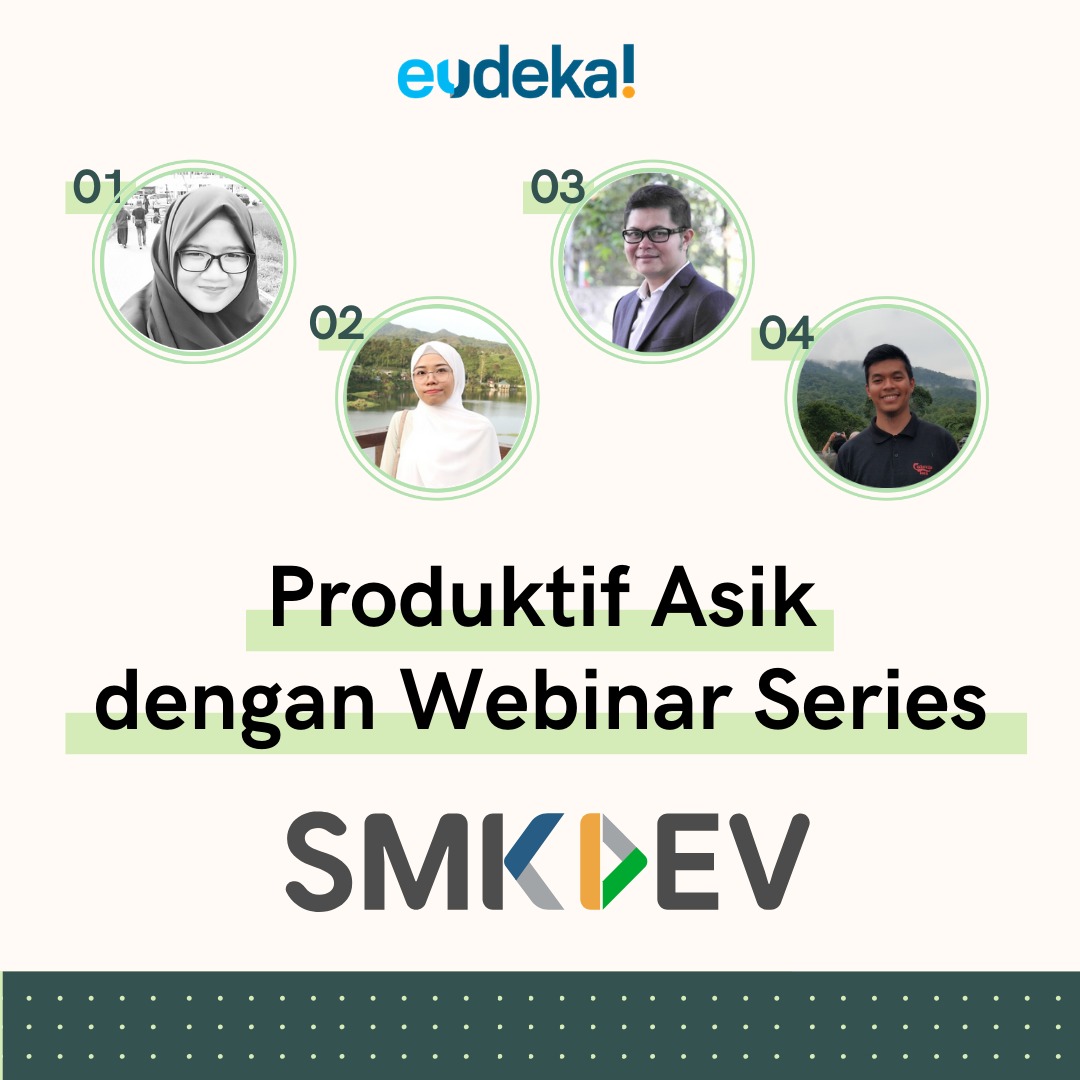 eudeka!
01
02
03
04
Produktif Asik
dengan Webinar Series
SMKDEV